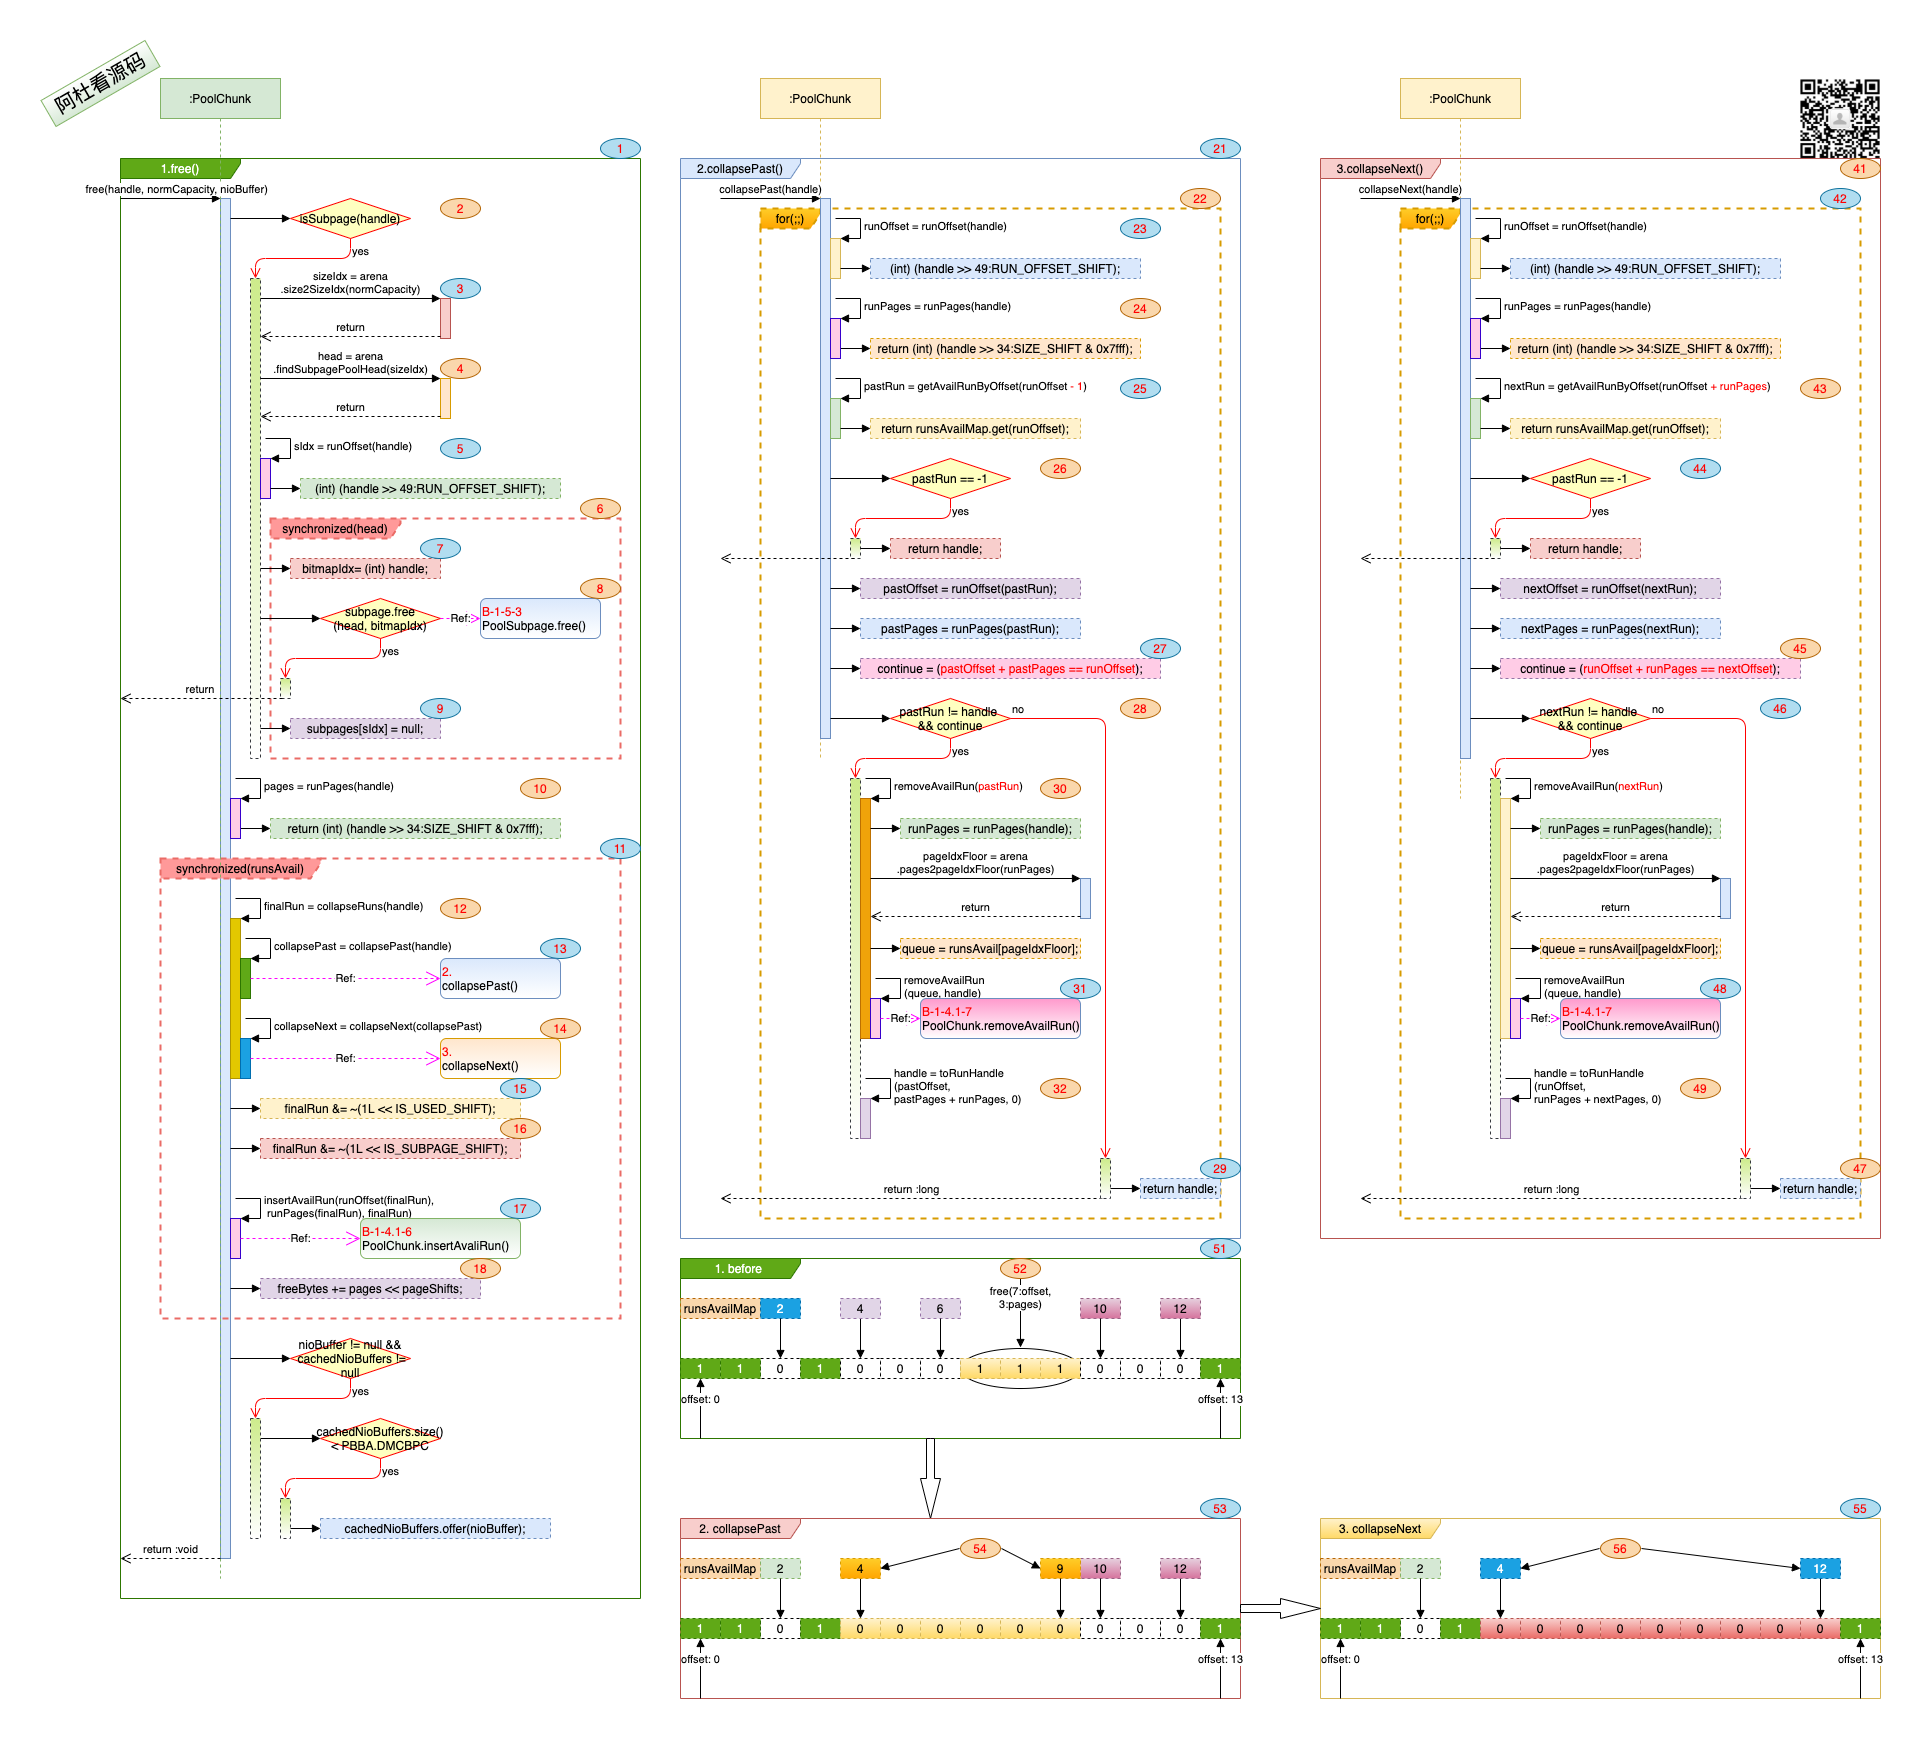 阿杜看源码
:PoolChunk
1
1.free()
free(handle, normCapacity, nioBuffer)
2
isSubpage(handle)
yes
sizeIdx = arena
.size2SizeIdx(normCapacity)
3
return
head = arena
.findSubpagePoolHead(sizeIdx)
4
return
sIdx = runOffset(handle)
5
(int) (handle >> 49:RUN_OFFSET_SHIFT);
6
synchronized(head)
7
bitmapIdx= (int) handle;
8
subpage.free
(head, bitmapIdx)
Ref:
B-1-5-3
PoolSubpage.free()
yes
return
9
subpages[sIdx] = null;
pages = runPages(handle)
10
return (int) (handle >> 34:SIZE_SHIFT & 0x7fff);
11
synchronized(runsAvail)
finalRun = collapseRuns(handle)
12
collapsePast = collapsePast(handle)
13
Ref:
2.
collapsePast()
collapseNext = collapseNext(collapsePast)
14
Ref:
3.
collapseNext()
15
finalRun &= ~(1L << IS_USED_SHIFT);
16
finalRun &= ~(1L << IS_SUBPAGE_SHIFT);
insertAvailRun(runOffset(finalRun),
runPages(finalRun), finalRun)
17
Ref:
B-1-4.1-6
PoolChunk.insertAvaliRun()
18
freeBytes += pages << pageShifts;
nioBuffer != null &&
cachedNioBuffers !=
null
yes
cachedNioBuffers.size()
< PBBA.DMCBPC
yes
cachedNioBuffers.offer(nioBuffer);
return :void
:PoolChunk
21
2.collapsePast()
collapsePast(handle)
22
for(;;)
runOffset = runOffset(handle)
23
(int) (handle >> 49:RUN_OFFSET_SHIFT);
runPages = runPages(handle)
24
return (int) (handle >> 34:SIZE_SHIFT & 0x7fff);
pastRun = getAvailRunByOffset(runOffset - 1)
25
return runsAvailMap.get(runOffset);
26
pastRun == -1
yes
return handle;
pastOffset = runOffset(pastRun);
pastPages = runPages(pastRun);
27
continue = (pastOffset + pastPages == runOffset);
28
pastRun != handle
&& continue
no
yes
removeAvailRun(pastRun)
30
runPages = runPages(handle);
pageIdxFloor = arena
.pages2pageIdxFloor(runPages)
return
queue = runsAvail[pageIdxFloor];
removeAvailRun
(queue, handle)
31
Ref:
B-1-4.1-7
PoolChunk.removeAvailRun()
handle = toRunHandle
(pastOffset,
pastPages + runPages, 0)
32
29
return handle;
return :long
:PoolChunk
41
3.collapseNext()
collapseNext(handle)
42
for(;;)
runOffset = runOffset(handle)
(int) (handle >> 49:RUN_OFFSET_SHIFT);
runPages = runPages(handle)
return (int) (handle >> 34:SIZE_SHIFT & 0x7fff);
nextRun = getAvailRunByOffset(runOffset + runPages)
43
return runsAvailMap.get(runOffset);
44
pastRun == -1
yes
return handle;
nextOffset = runOffset(nextRun);
nextPages = runPages(nextRun);
45
continue = (runOffset + runPages == nextOffset);
46
nextRun != handle
&& continue
no
yes
removeAvailRun(nextRun)
runPages = runPages(handle);
pageIdxFloor = arena
.pages2pageIdxFloor(runPages)
return
queue = runsAvail[pageIdxFloor];
removeAvailRun
(queue, handle)
48
Ref:
B-1-4.1-7
PoolChunk.removeAvailRun()
handle = toRunHandle
(runOffset,
runPages + nextPages, 0)
49
47
return handle;
return :long
51
1. before
52
free(7:offset,
3:pages)
runsAvailMap 2 4 6 10 12
1 1 0 1 0 0 0 1 1 1 0 0 0 1
offset: 0
offset: 13
53
2. collapsePast
54
runsAvailMap 2 4 9 10 12
1 1 0 1 0 0 0 0 0 0 0 0 0 1
offset: 0
offset: 13
55
3. collapseNext
56
runsAvailMap 2 4 12
1 1 0 1 0 0 0 0 0 0 0 0 0 1
offset: 0
offset: 13